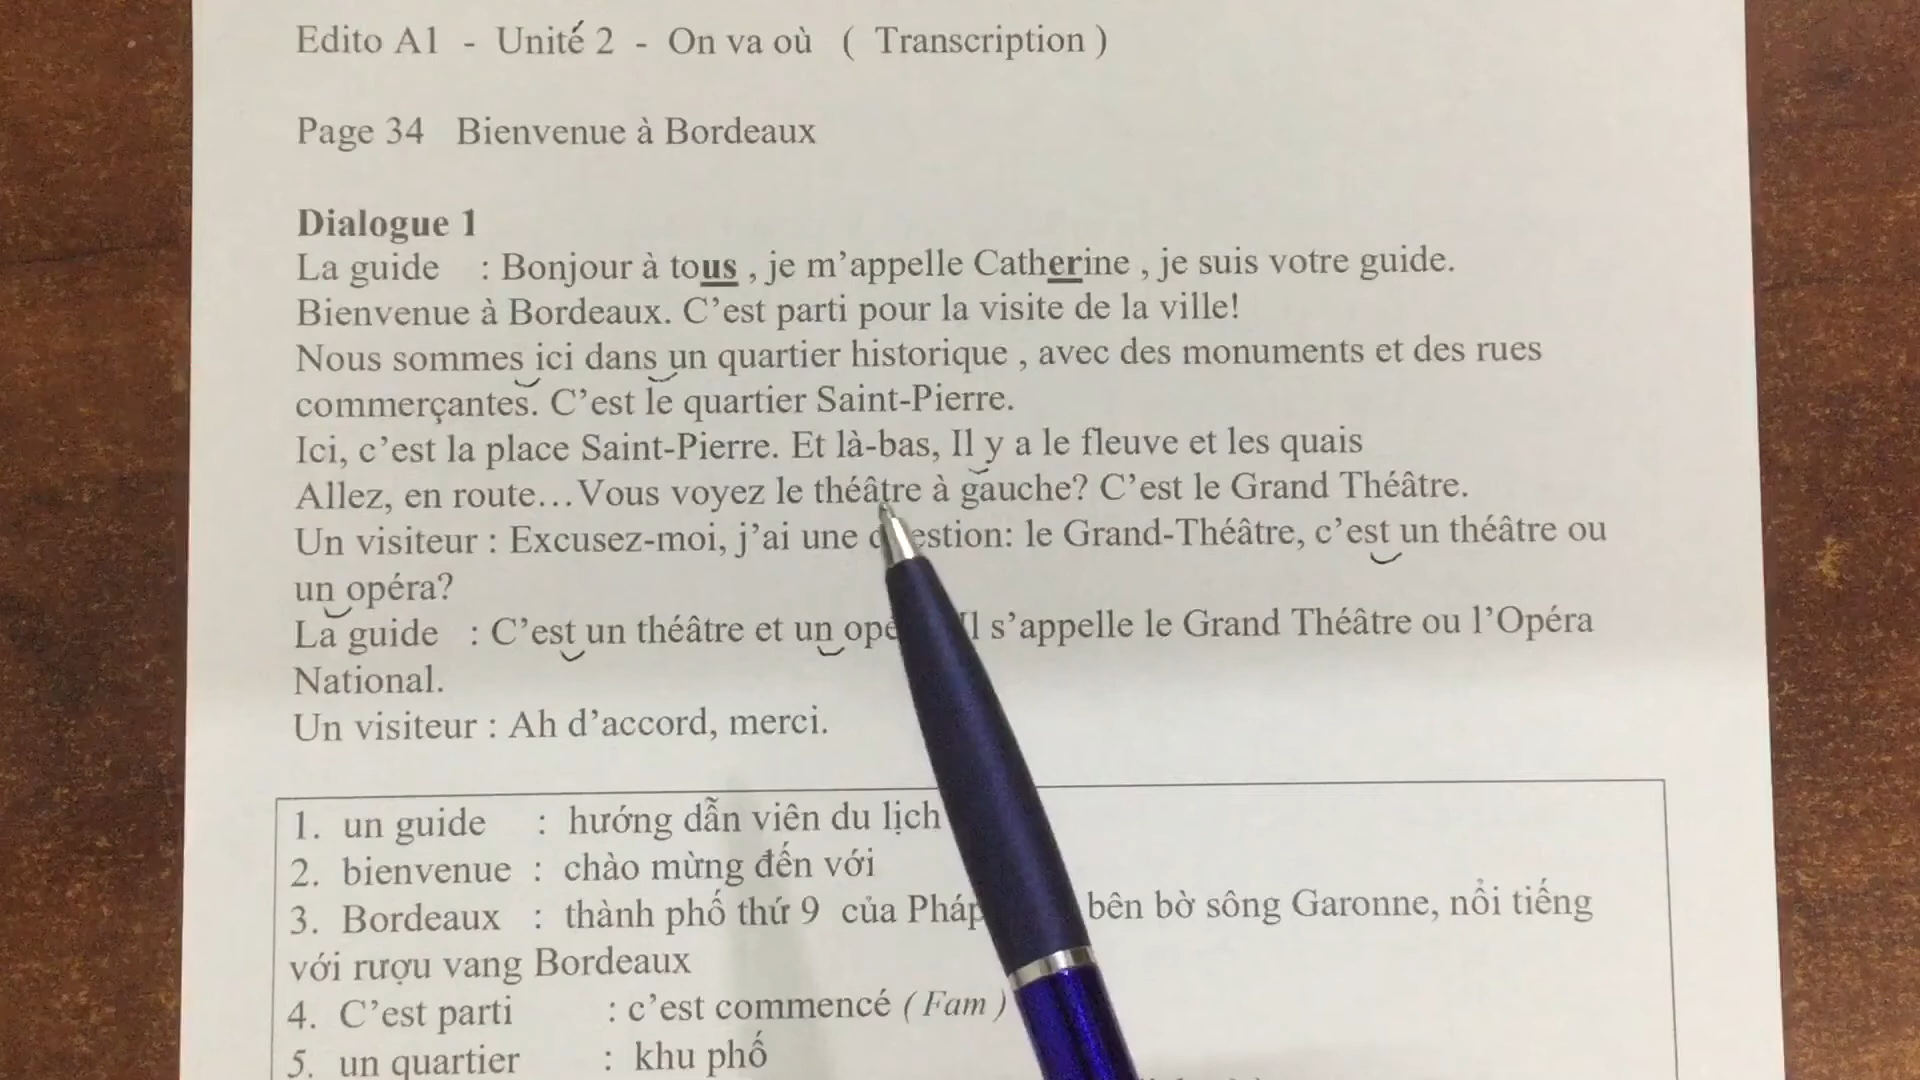 Edito A1 - Unité 2 - On va où ( Transcription )
Page 34 Bienvenue à Bordeaux
Dialogue 1
La guide : Bonjour à tous , je m’appelle Catherine , je suis votre guide.
Bienvenue à Bordeaux. C’est parti pour la visite de la ville!
Nous sommes ici dans un quartier historique , avec des monuments et des rues
commerçantes. C’est le quartier Saint-Pierre.
Ici, c’est la place Saint-Pierre. Et là-bas, Il y a le fleuve et les quais
Allez, en route…Vous voyez le théâtre à gauche? C’est le Grand Théâtre.
Un visiteur : Excusez-moi, j’ai une estion: le Grand-Théâtre, c’est un théâtre ou
un opéra?
La guide : C’est un théâtre et un opé s’appelle le Grand Théâtre ou l’Opéra
National.
Un visiteur : Ah d’accord, merci.
1. un guide : hướng dẫn viên du lịch
2. bienvenue : chào mừng đến với
3. Bordeaux : thành phố thứ 9 của Pháp bên bờ sông Garonne, nổi tiếng
với rượu vang Bordeaux
4. C’est parti : c’est commencé ( Fam )
5. un quartier : khu phố